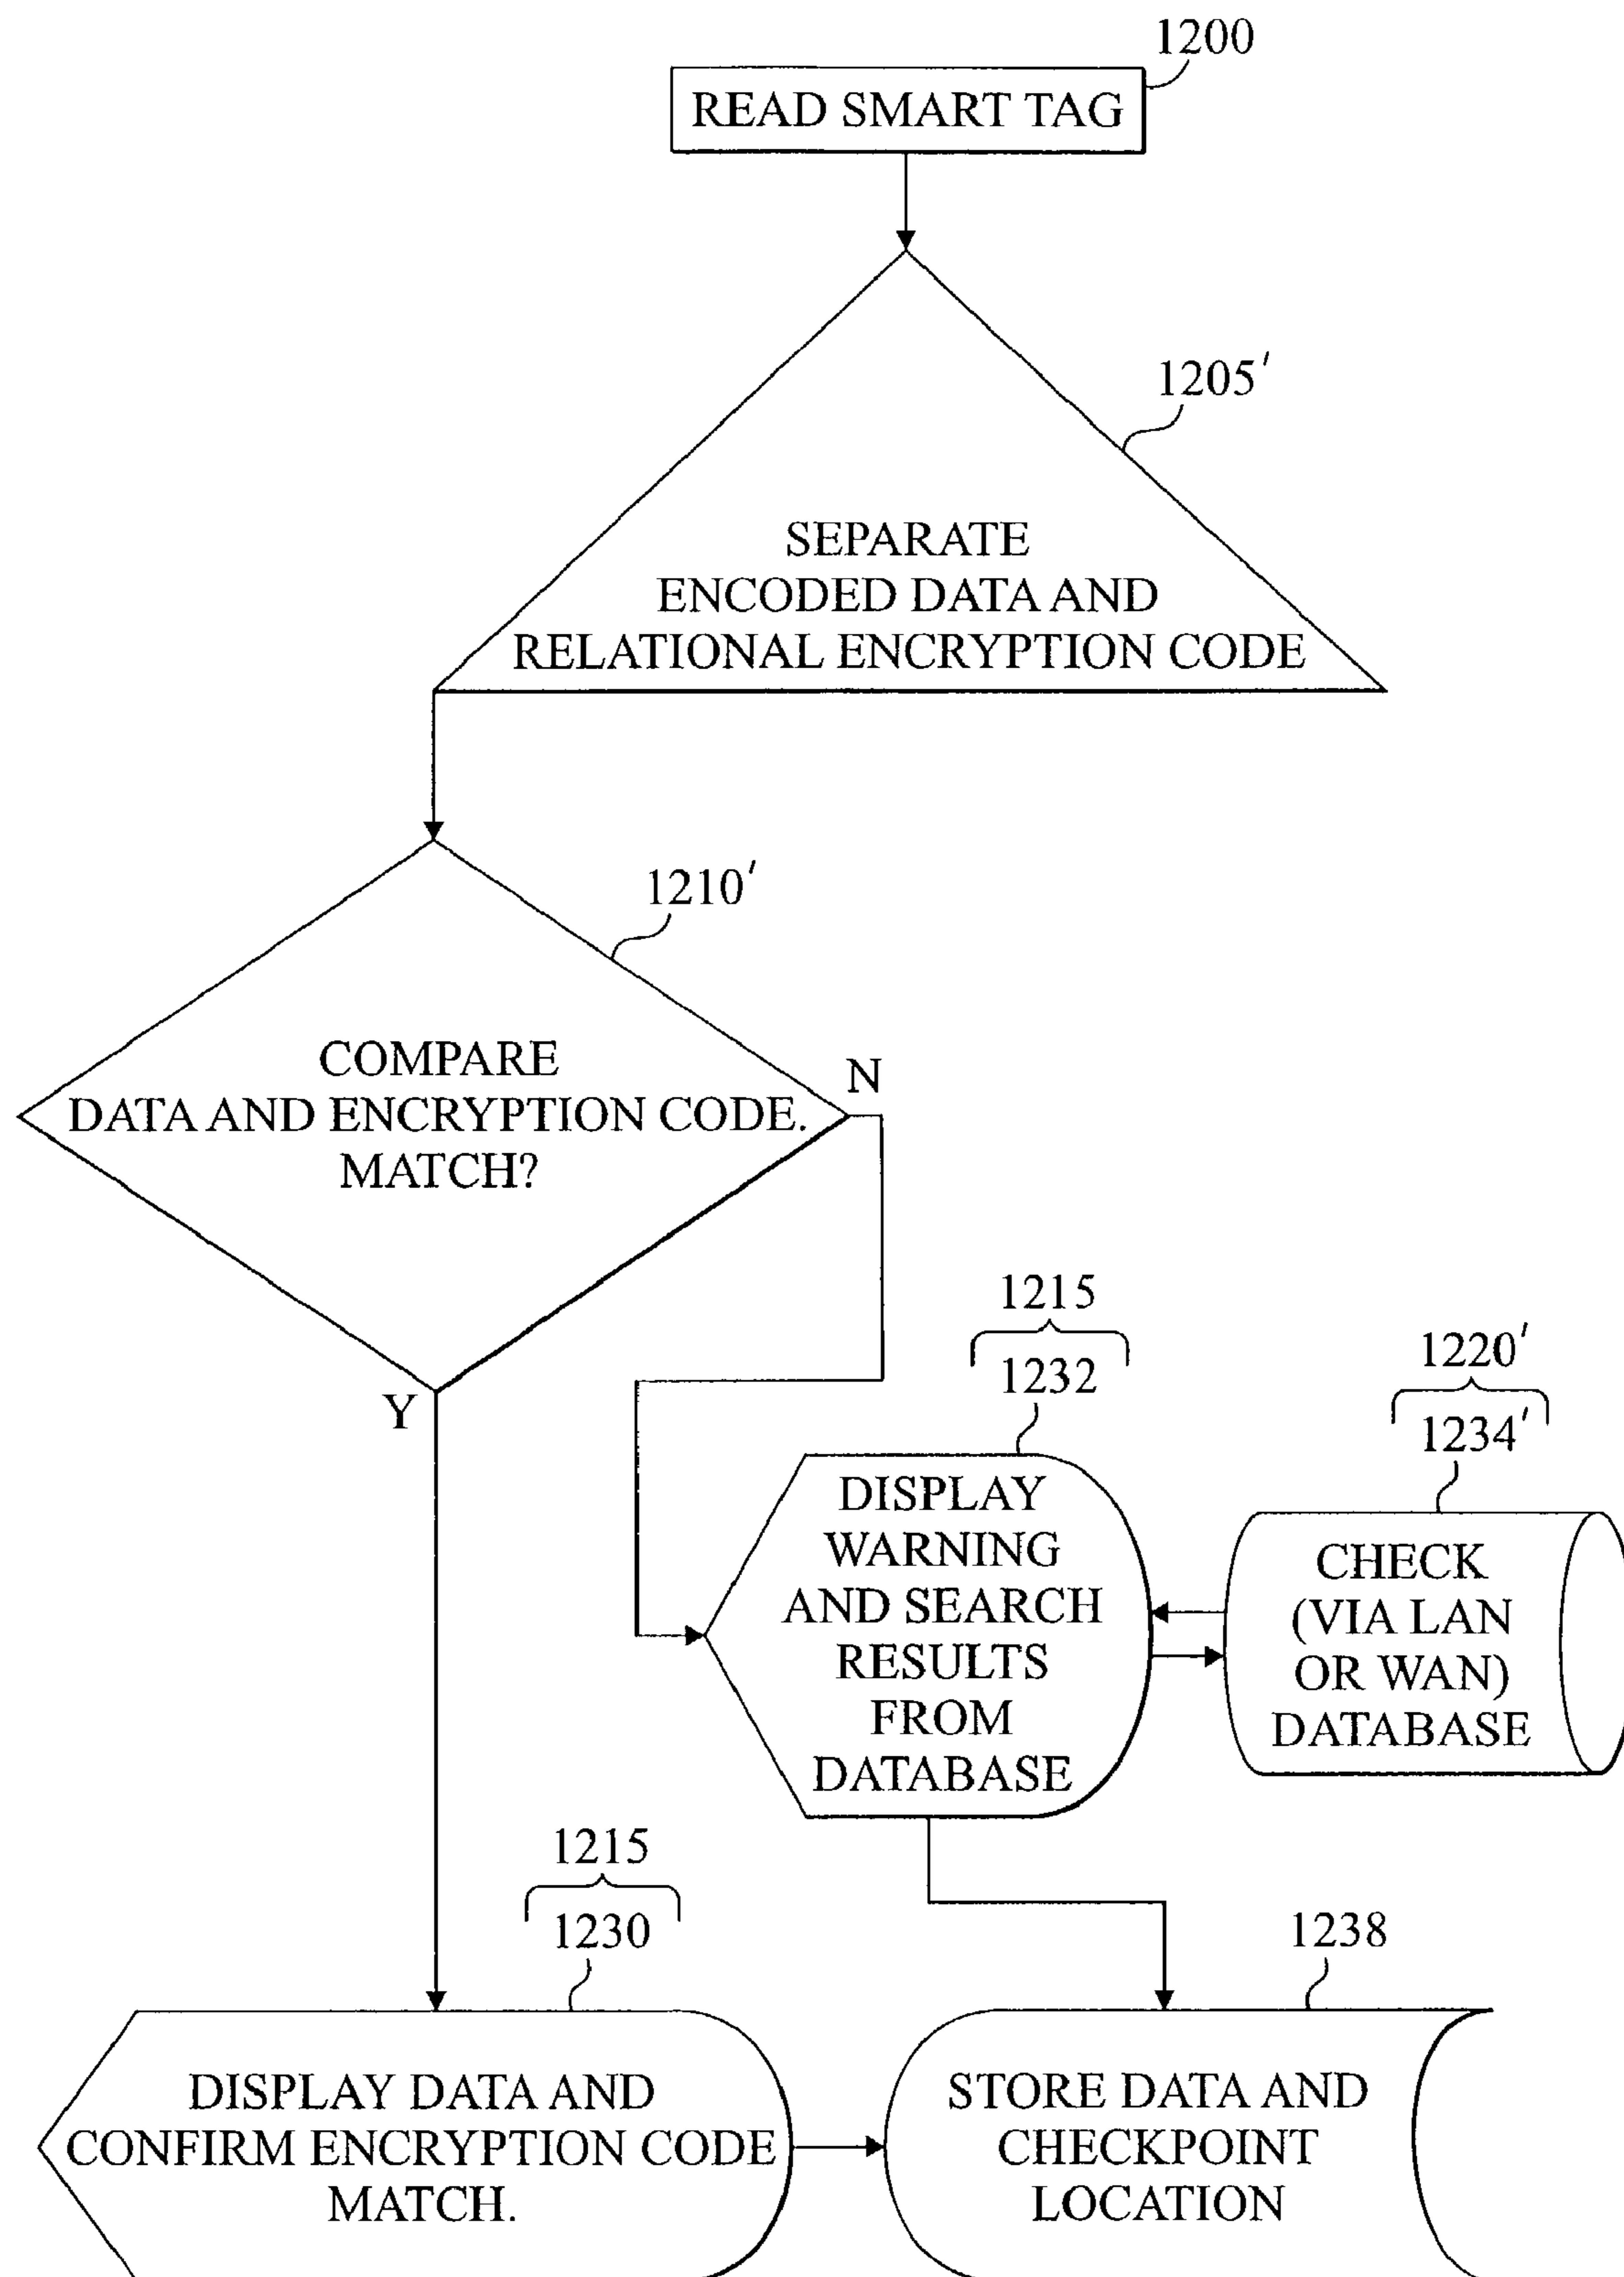 1200
READ SMART TAG
1205'
SEPARATE
ENCODED DATA AND
RELATIONAL ENCRYPTION CODE
1210'
COMPARE
DATA AND ENCRYPTION CODE.
MATCH?
N
Y
1215
1232
DISPLAY
WARNING
AND SEARCH
RESULTS
FROM
DATABASE
1220'
1234'
CHECK
(VIA LAN
OR WAN)
DATABASE
1215
1230
DISPLAY DATA AND
CONFIRM ENCRYPTION CODE
MATCH.
1238
STORE DATA AND
CHECKPOINT
LOCATION